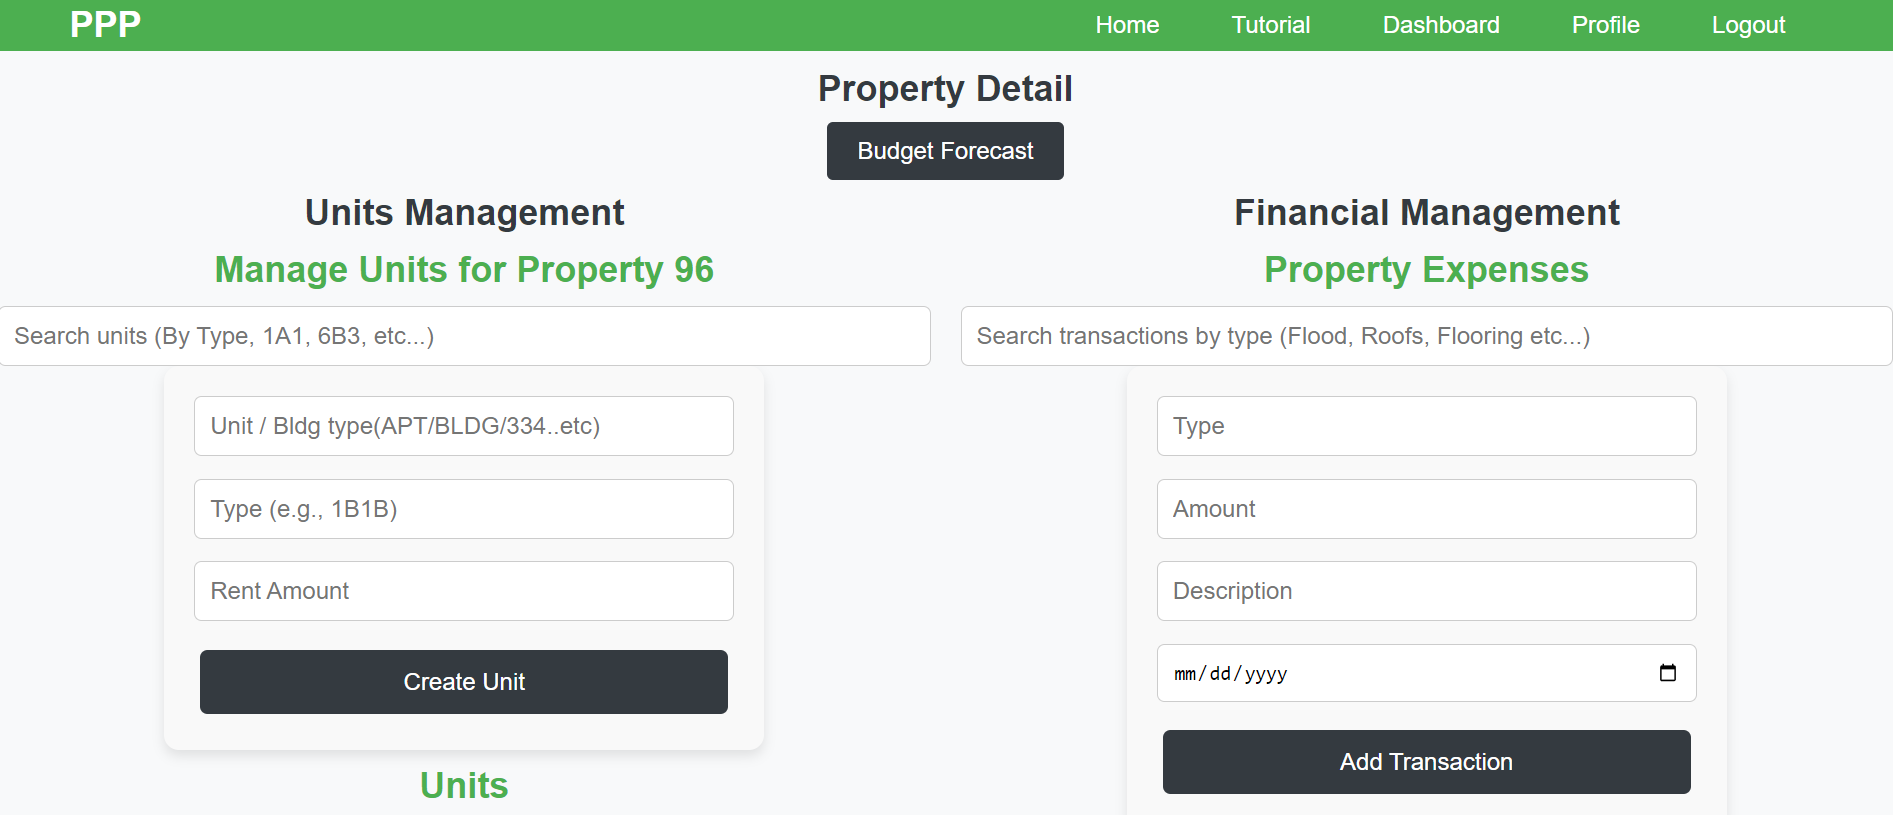 PPP
Home Tutorial Dashboard Profile Logout
Property Detail
Budget Forecast
Units Management
Manage Units for Property 96
Search units (By Type, 1A1, 6B3, etc...)
Unit / Bldg type(APT/BLDG/334..etc)
Type (e.g., 1B1B)
Rent Amount
Create Unit
Units
Financial Management
Property Expenses
Search transactions by type (Flood, Roofs, Flooring etc...)
Type
Amount
Description
mm/dd/yyyy
Add Transaction